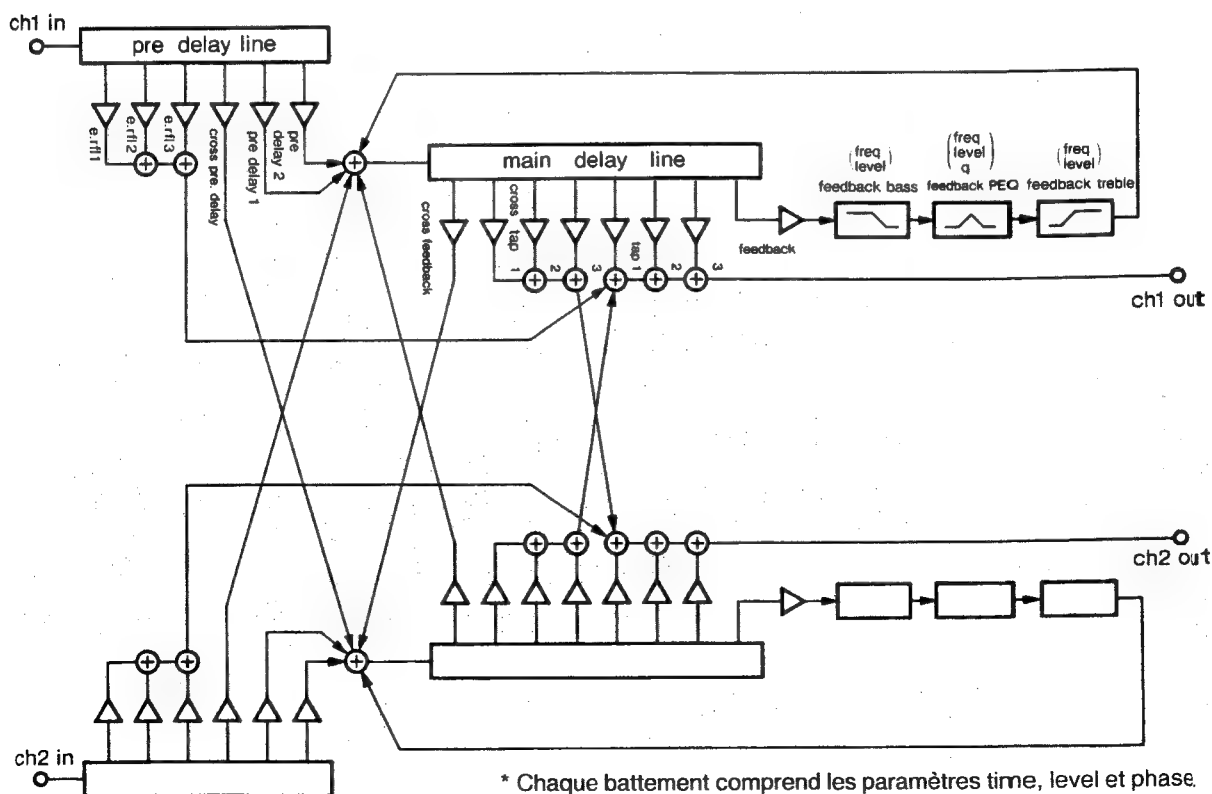 ch1 in
pre delay line
e.rfl1
e.rfl2
e.rfl3
cross pre. delay
pre delay 1
delay 2
pre
main delay line
cross feedback
cross tap 1
2
3
tap 1
2
3
feedback
(freq level)
feedback bass
(freq level q)
feedback PEQ
(freq level)
feedback treble
ch1 out
ch2 out
ch2 in
* Chaque battement comprend les paramètres time, level et phase.